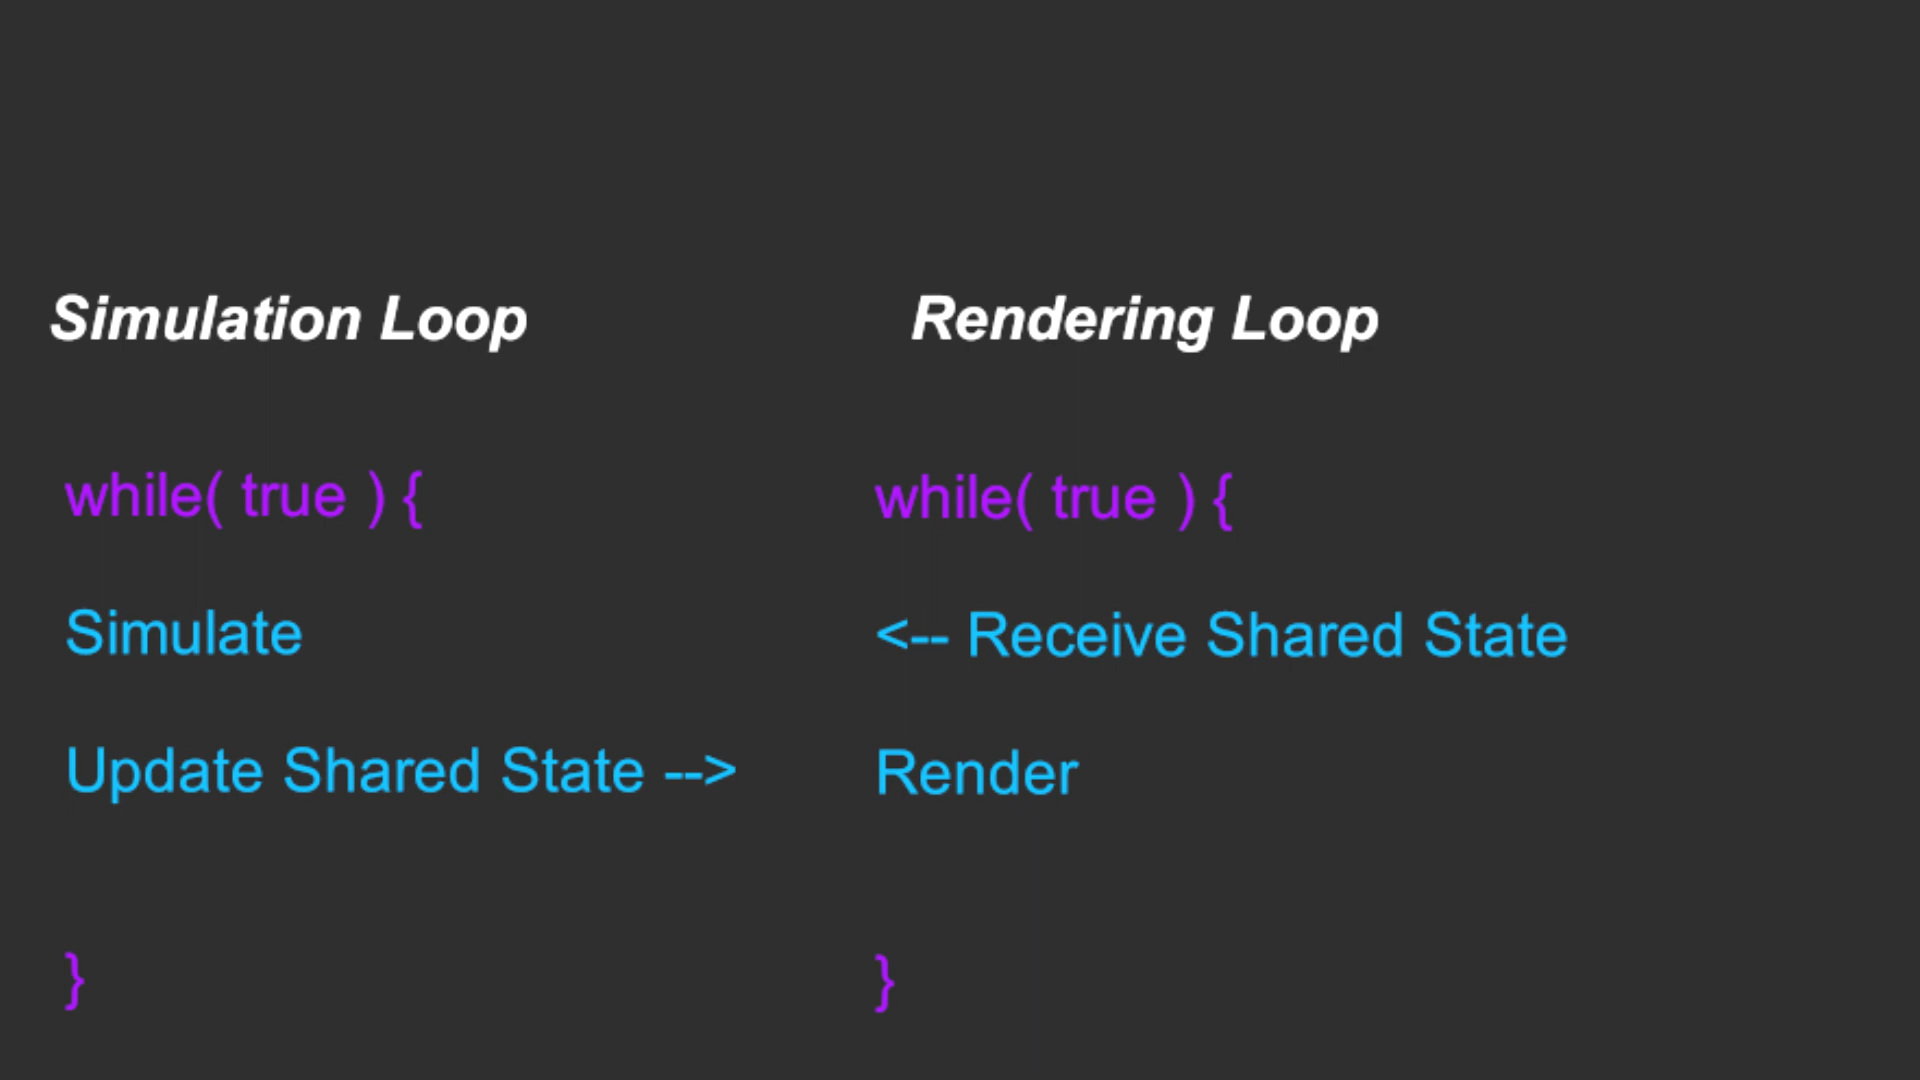 Simulation Loop
while( true ) {
Simulate
Update Shared State -->
}
Rendering Loop
while( true ) {
<-- Receive Shared State
Render
}